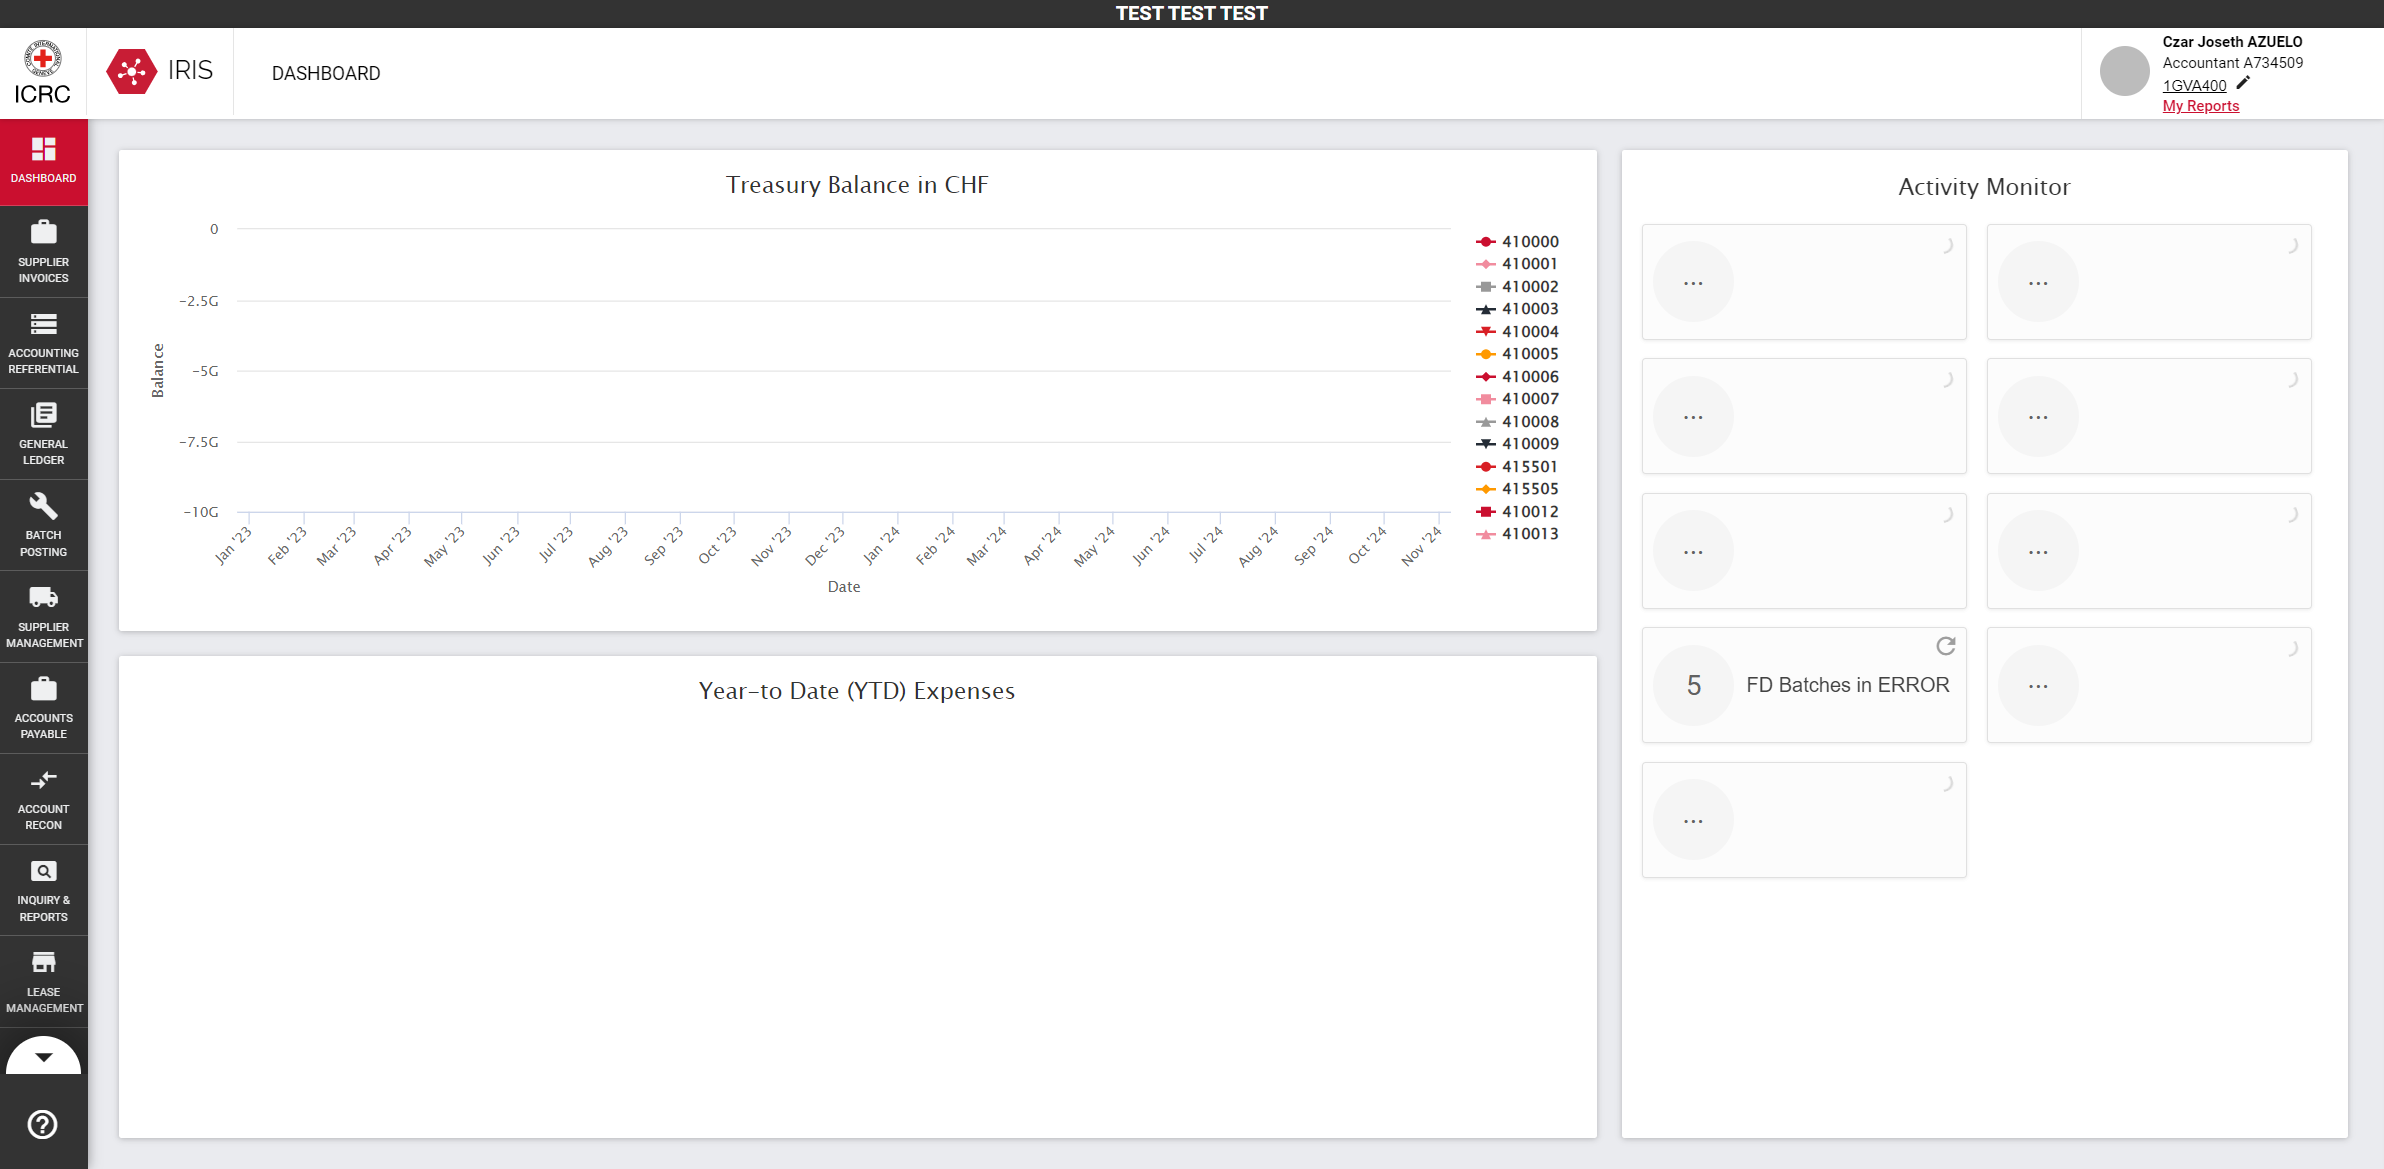 TEST TEST TEST
ICRC
IRIS
DASHBOARD
Czar Joseth AZUELO
Accountant A734509
1GVA400
My Reports
DASHBOARD
SUPPLIER
INVOICES
ACCOUNTING
REFERENTIAL
GENERAL
LEDGER
BATCH
POSTING
SUPPLIER
MANAGEMENT
ACCOUNTS
PAYABLE
ACCOUNT
RECON
INQUIRY &
REPORTS
LEASE
MANAGEMENT
Treasury Balance in CHF
Balance
0
-2.5G
-5G
-7.5G
-10G
Jan '23
Feb '23
Mar '23
Apr '23
May '23
Jun '23
Jul '23
Aug '23
Sep '23
Oct '23
Nov '23
Dec '23
Jan '24
Feb '24
Mar '24
Apr '24
May '24
Jun '24
Jul '24
Aug '24
Sep '24
Oct '24
Nov '24
Date
410000
410001
410002
410003
410004
410005
410006
410007
410008
410009
415501
415505
410012
410013
Year-to Date (YTD) Expenses
Activity Monitor
...
...
...
...
...
...
5 FD Batches in ERROR
...
...